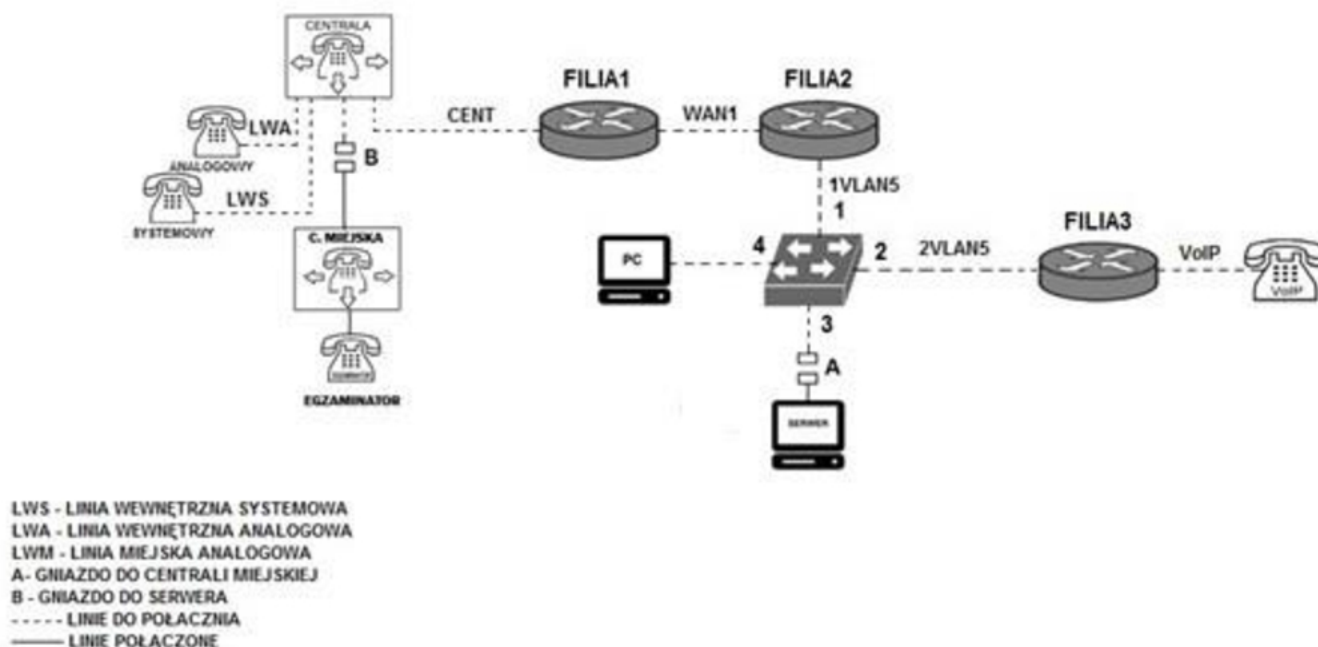 CENTRALA
FILIA1
FILIA2
CENT
WAN1
LWA
ANALOGOWY
B
LWS
SYSTEMOWY
1VLAN5
1
FILIA3
C. MIEJSKA
PC
4
2
2VLAN5
VoIP
VoIP
3
A
SERWER
EGZAMINATOR
LWS - LINIA WEWNĘTRZNA SYSTEMOWA
LWA - LINIA WEWNĘTRZNA ANALOGOWA
LWM - LINIA MIEJSKA ANALOGOWA
A- GNIAZDO DO CENTRALI MIEJSKIEJ
B - GNIAZDO DO SERWERA
----- LINIE DO POŁACZNIA
——— LINIE POŁACZONE